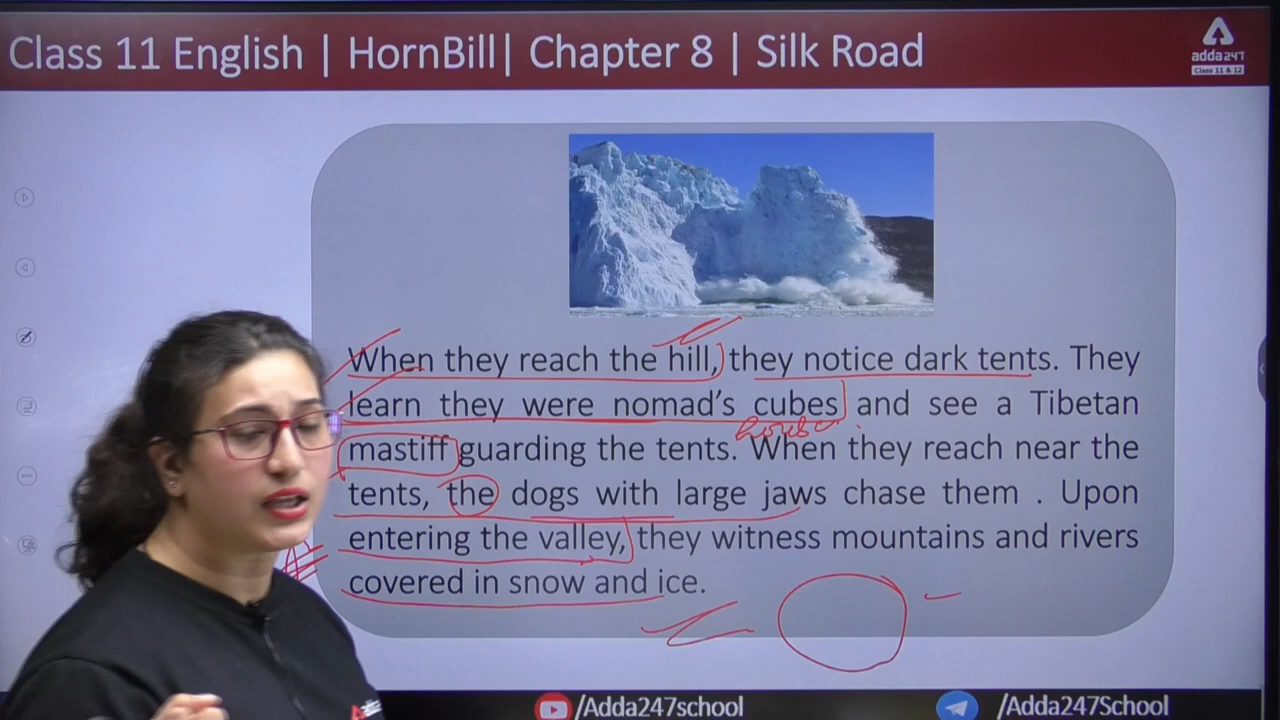 Class 11 English | HornBill| Chapter 8 | Silk Road
adda247
Class 11 & 12
When they reach the hill, they notice dark tents. They
learn they were nomad's cubes and see a Tibetan
house
mastiff guarding the tents. When they reach near the
tents, the dogs with large jaws chase them . Upon
entering the valley, they witness mountains and rivers
covered in snow and ice.
/Adda247school
/Adda247School